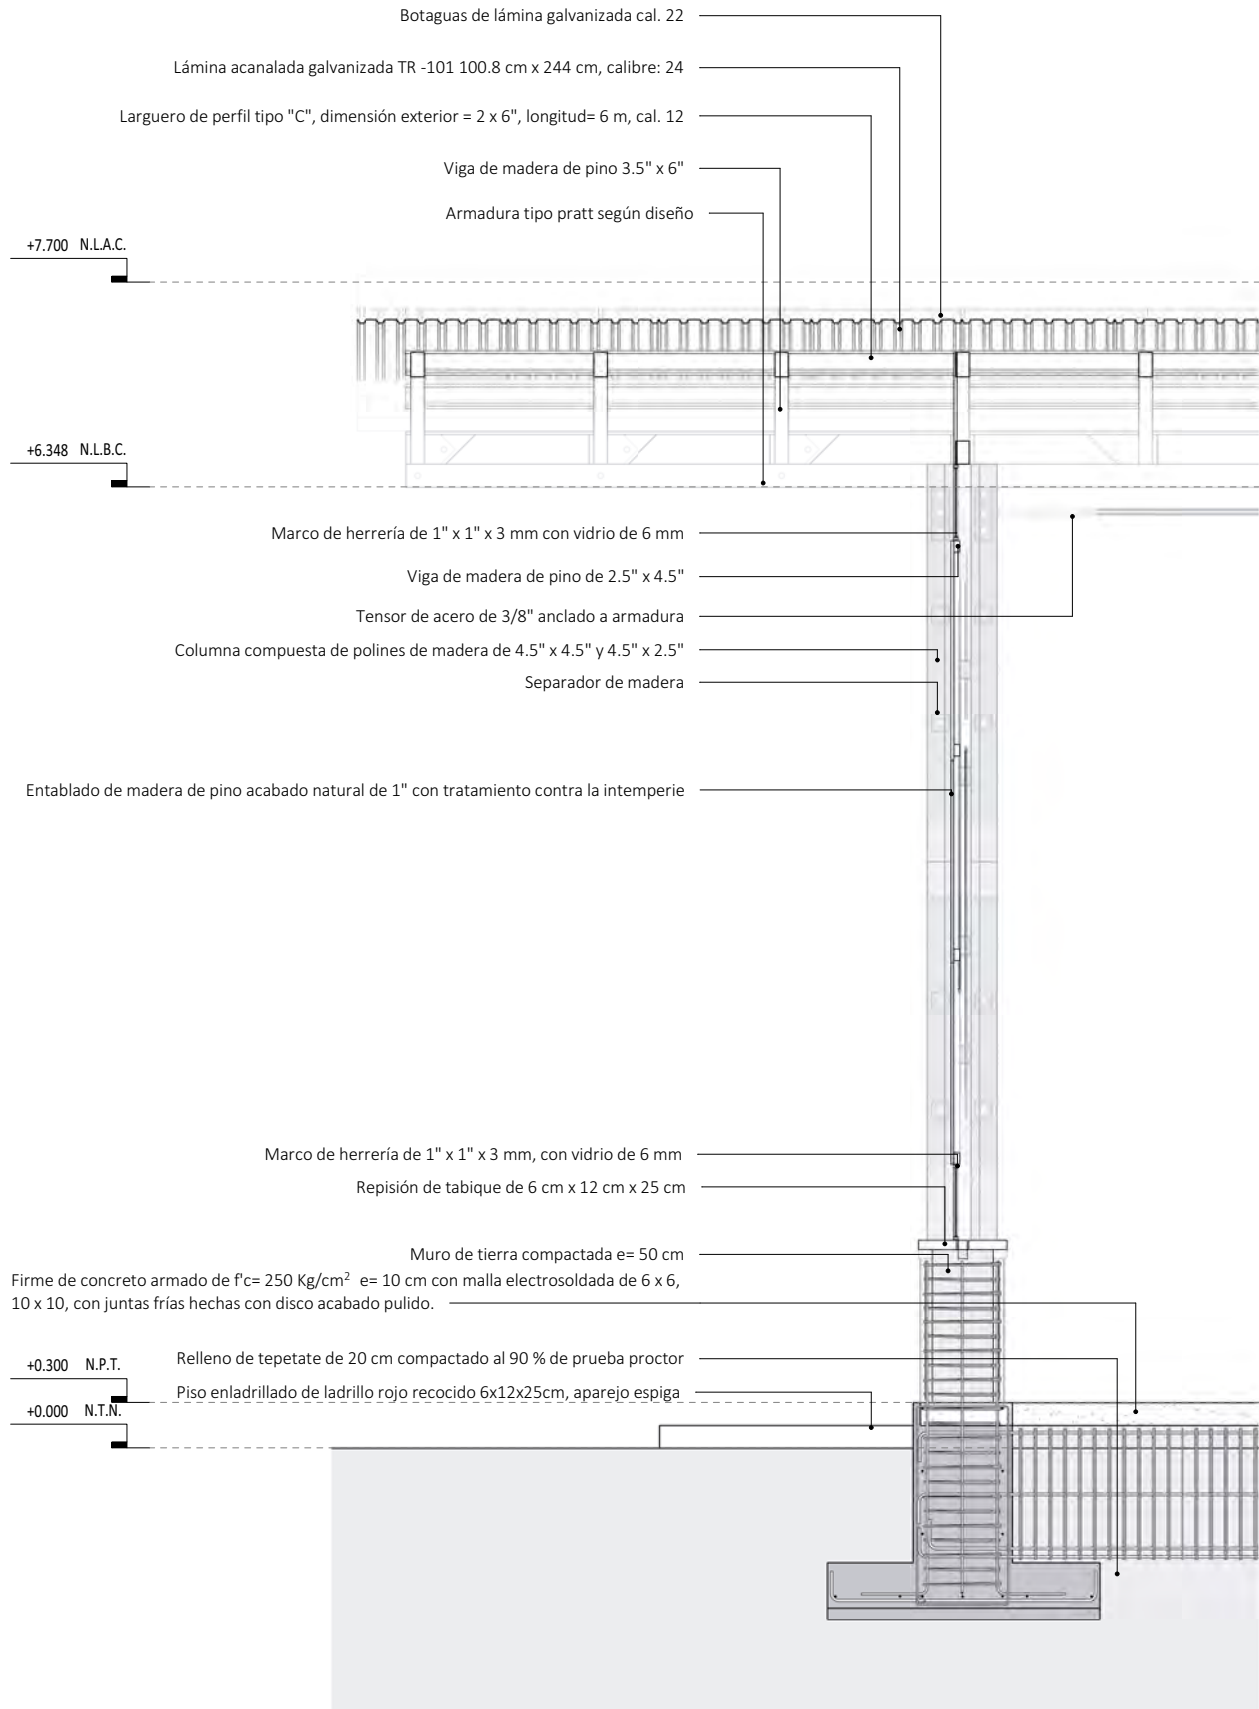 Botaguas de lámina galvanizada cal. 22
Lámina acanalada galvanizada TR -101 100.8 cm x 244 cm, calibre: 24
Larguero de perfil tipo "C", dimensión exterior = 2 x 6", longitud= 6 m, cal. 12
Viga de madera de pino 3.5" x 6"
Armadura tipo pratt según diseño
+7.700 N.L.A.C.
+6.348 N.L.B.C.
Marco de herrería de 1" x 1" x 3 mm con vidrio de 6 mm
Viga de madera de pino de 2.5" x 4.5"
Tensor de acero de 3/8" anclado a armadura
Columna compuesta de polines de madera de 4.5" x 4.5" y 4.5" x 2.5"
Separador de madera
Entablado de madera de pino acabado natural de 1" con tratamiento contra la intemperie
Marco de herrería de 1" x 1" x 3 mm, con vidrio de 6 mm
Repisión de tabique de 6 cm x 12 cm x 25 cm
Muro de tierra compactada e= 50 cm
Firme de concreto armado de f'c= 250 Kg/cm² e= 10 cm con malla electrosoldada de 6 x 6,
10 x 10, con juntas frías hechas con disco acabado pulido.
+0.300 N.P.T.
Relleno de tepetate de 20 cm compactado al 90 % de prueba proctor
Piso enladrillado de ladrillo rojo recocido 6x12x25cm, aparejo espiga
+0.000 N.T.N.